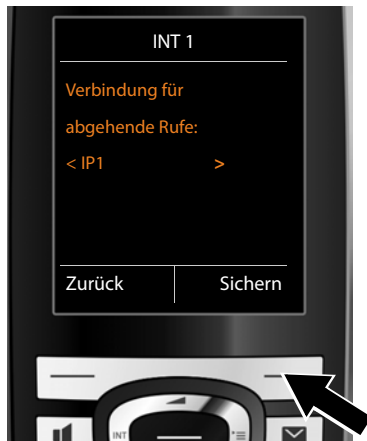 INT 1
Verbindung für
abgehende Rufe:
< IP1 >
Zurück Sichern
INT